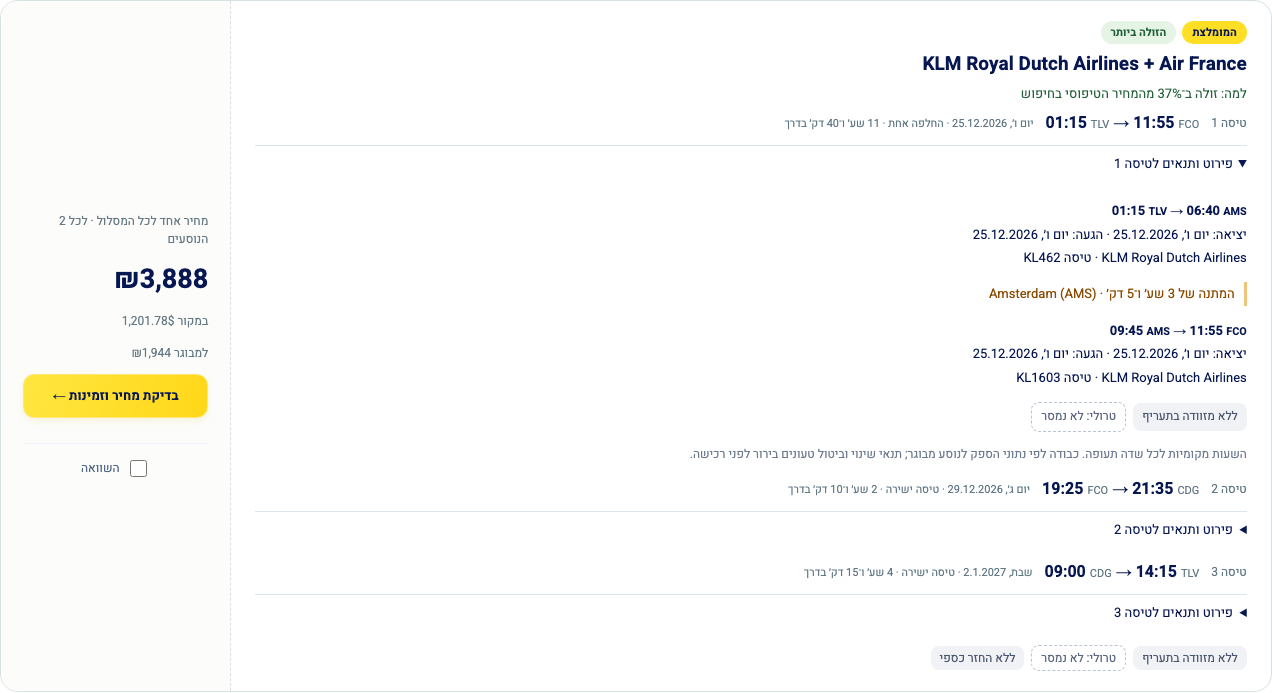 המומלצת
הזולה ביותר
KLM Royal Dutch Airlines + Air France
למה: זולה ב־37% מהמחיר הטיפוסי בחיפוש
טיסה 1 01:15 TLV → 11:55 FCO יום ו׳, 25.12.2026 · החלפה אחת · 11 שע׳ ו־40 דק׳ בדרך
▼ פירוט ותנאים לטיסה 1
01:15 TLV → 06:40 AMS
יציאה: יום ו׳, 25.12.2026 · הגעה: יום ו׳, 25.12.2026
KLM Royal Dutch Airlines · טיסה KL462
המתנה של 3 שע׳ ו־5 דק׳ · Amsterdam (AMS)
09:45 AMS → 11:55 FCO
יציאה: יום ו׳, 25.12.2026 · הגעה: יום ו׳, 25.12.2026
KLM Royal Dutch Airlines · טיסה KL1603
ללא מזוודה בתעריף
טרולי: לא נמסר
השעות מקומיות לכל שדה תעופה. כבודה לפי נתוני הספק לנוסע מבוגר; תנאי שינוי וביטול טעונים בירור לפני רכישה.
טיסה 2 19:25 FCO → 21:35 CDG יום ג׳, 29.12.2026 · טיסה ישירה · 2 שע׳ ו־10 דק׳ בדרך
◀ פירוט ותנאים לטיסה 2
טיסה 3 09:00 CDG → 14:15 TLV שבת, 2.1.2027 · טיסה ישירה · 4 שע׳ ו־15 דק׳ בדרך
◀ פירוט ותנאים לטיסה 3
ללא מזוודה בתעריף
טרולי: לא נמסר
ללא החזר כספי
מחיר אחד לכל המסלול · לכל 2
הנוסעים
₪3,888
במקור 1,201.78$
למבוגר 1,944₪
בדיקת מחיר וזמינות ←
השוואה